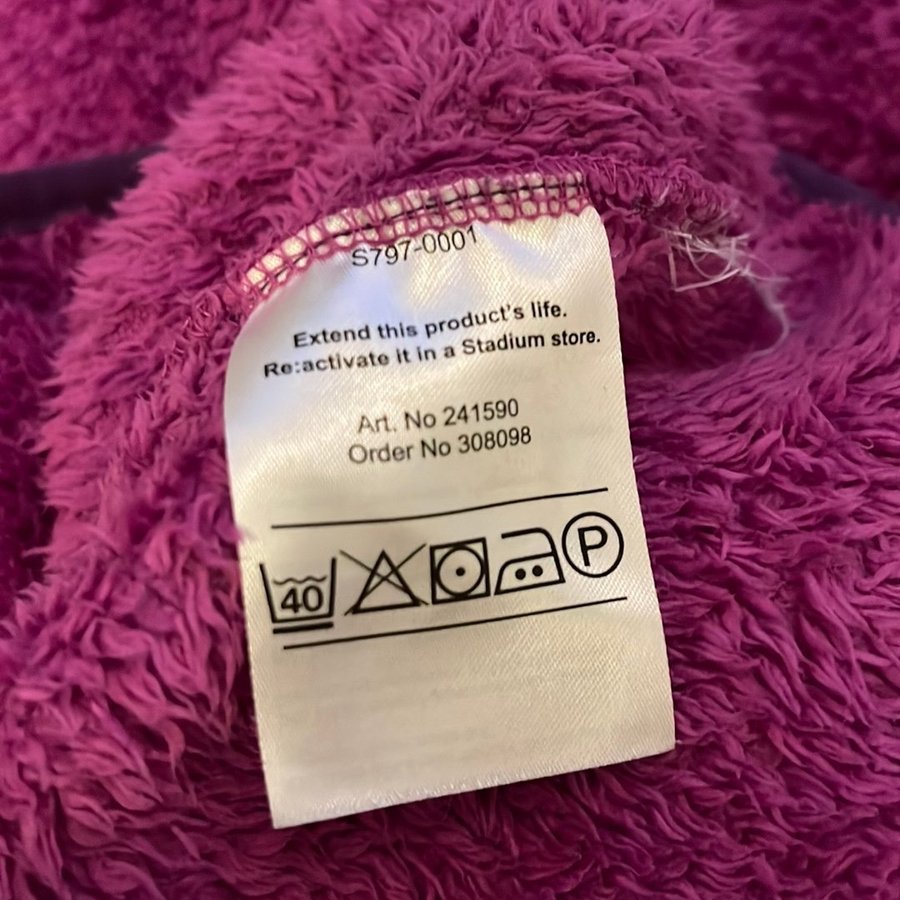 S797-0001
Extend this product's life.
Re:activate it in a Stadium store.
Art. No 241590
Order No 308098
40
P